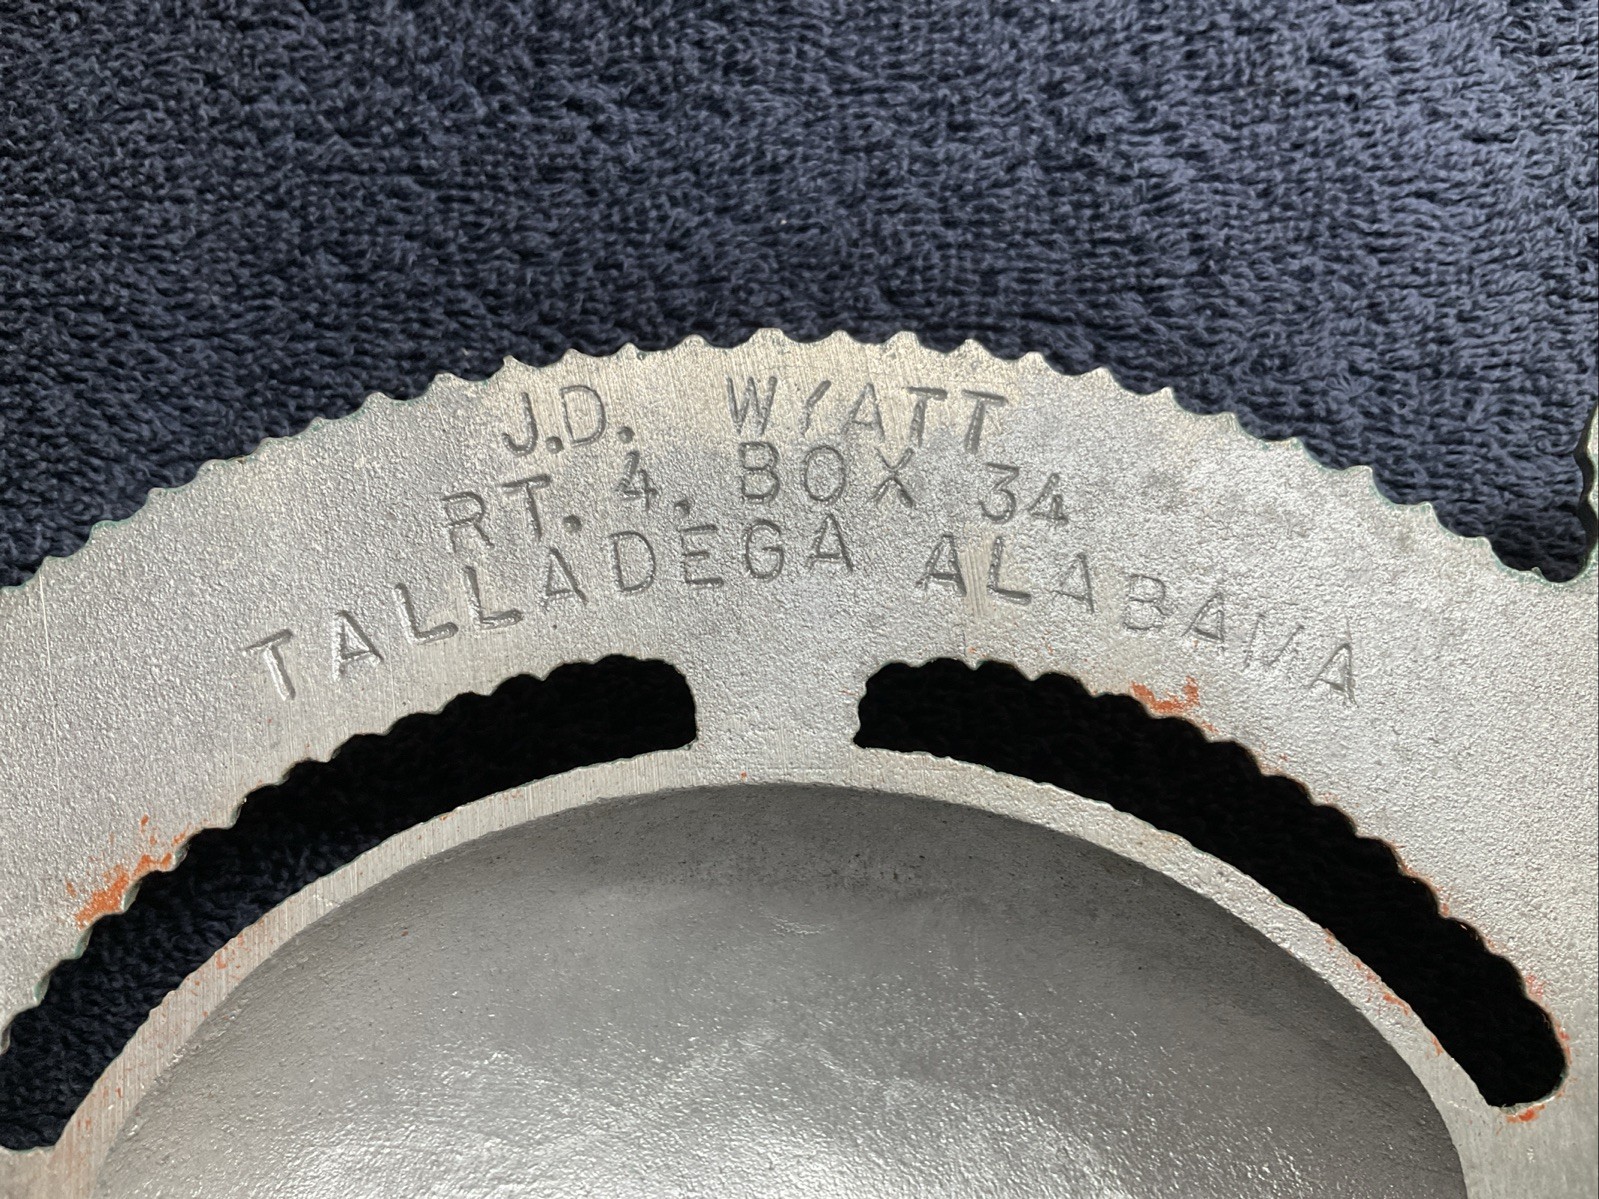 J.D. WYATT
RT. 4. BOX 34
TALLADEGA ALABAMA